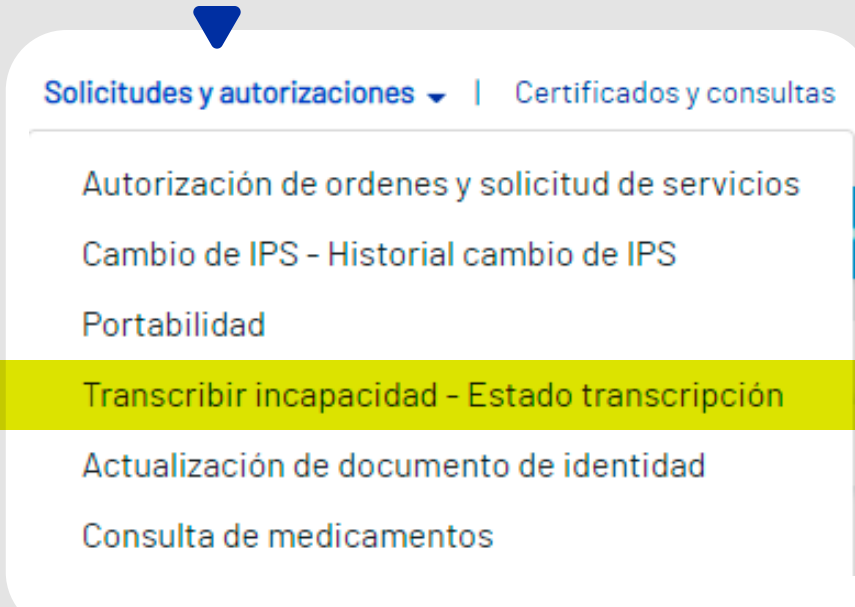 Solicitudes y autorizaciones | Certificados y consultas
Autorización de ordenes y solicitud de servicios
Cambio de IPS - Historial cambio de IPS
Portabilidad
Transcribir incapacidad - Estado transcripción
Actualización de documento de identidad
Consulta de medicamentos